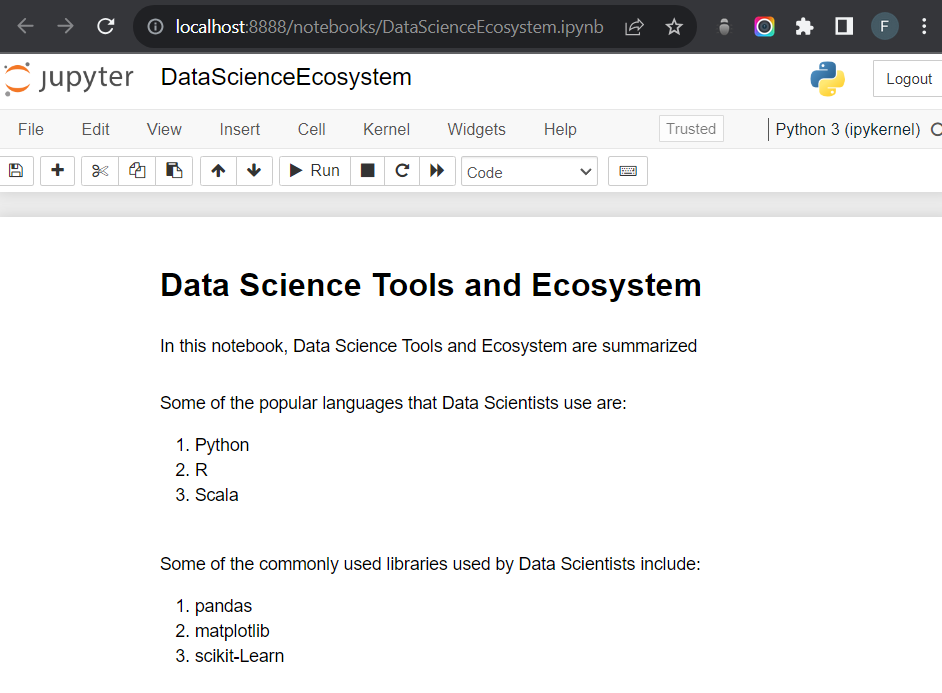 localhost:8888/notebooks/DataScienceEcosystem.ipynb
F
jupyter DataScienceEcosystem
Logout
File Edit View Insert Cell Kernel Widgets Help Trusted Python 3 (ipykernel)
Run Code
Data Science Tools and Ecosystem
In this notebook, Data Science Tools and Ecosystem are summarized
Some of the popular languages that Data Scientists use are:
1. Python
2. R
3. Scala
Some of the commonly used libraries used by Data Scientists include:
1. pandas
2. matplotlib
3. scikit-Learn